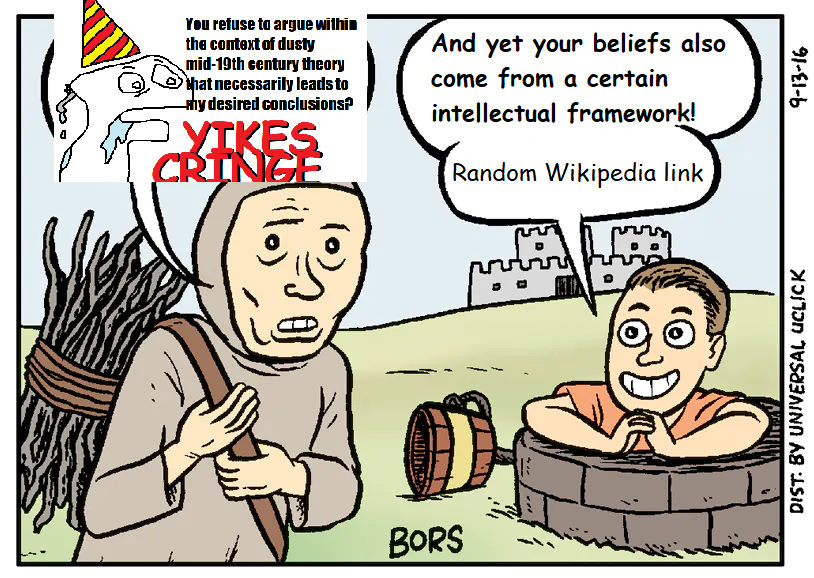 You refuse to argue within
the context of dusty
mid-19th century theory
that necessarily leads to
my desired conclusions?
YIKES
CRINGE
And yet your beliefs also
come from a certain
intellectual framework!
Random Wikipedia link
9-13-16
DIST. BY UNIVERSAL UCLICK
BORS